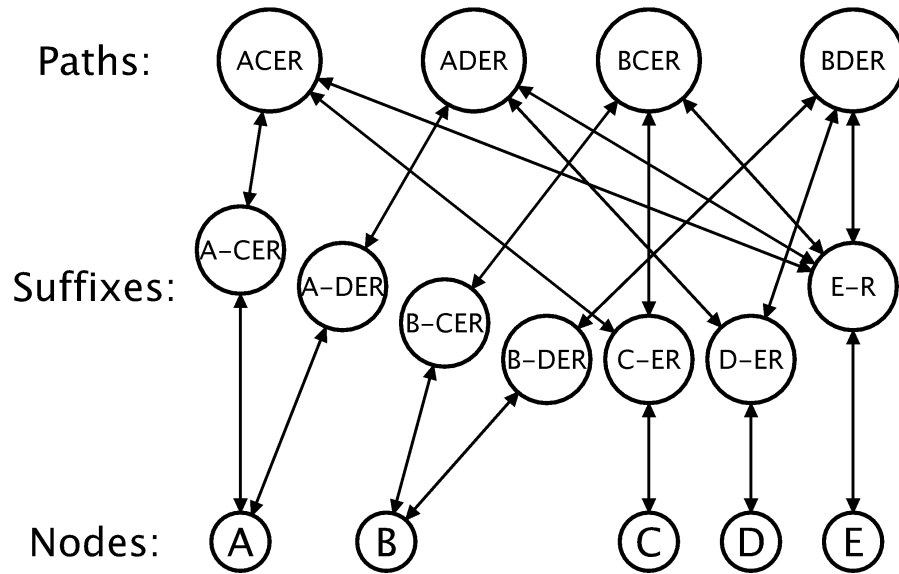 Paths: ACER ADER BCER BDER
Suffixes: A-CER A-DER B-CER B-DER C-ER D-ER E-R
Nodes: A B C D E